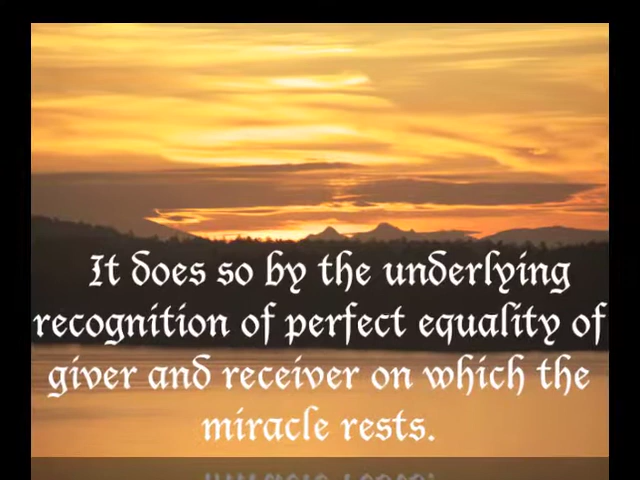 It does so by the underlying
recognition of perfect equality of
giver and receiver on which the
miracle rests.